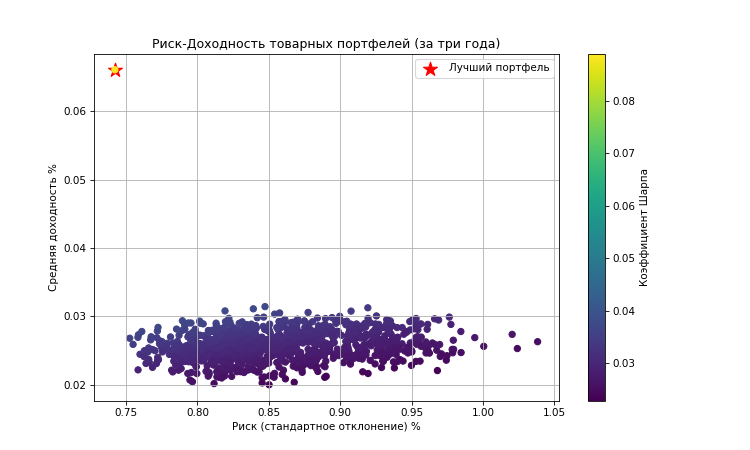 Риск-Доходность товарных портфелей (за три года)
Лучший портфель
Средняя доходность %
0.06
0.05
0.04
0.03
0.02
0.75 0.80 0.85 0.90 0.95 1.00 1.05
Риск (стандартное отклонение) %
0.08
0.07
0.06
0.05
0.04
0.03
Коэффициент Шарпа